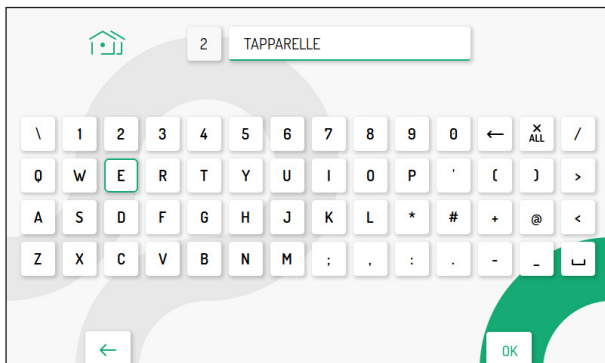 2 TAPPARELLE
\ 1 2 3 4 5 6 7 8 9 0 ← × ALL /
Q W E R T Y U I O P ' ( ) >
A S D F G H J K L * # + @ <
Z X C V B N M ; , : . - _ ⎵
← OK